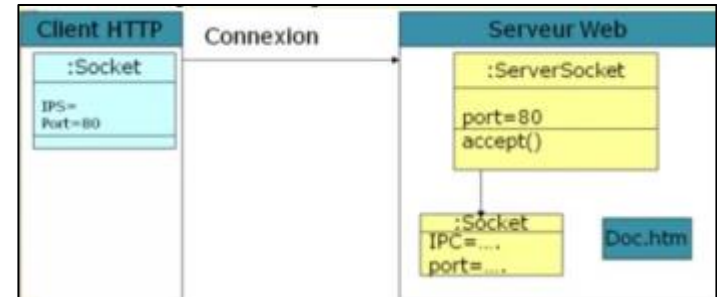 Client HTTP
:Socket
IPS=
Port=80
Connexion
Serveur Web
:ServerSocket
port=80
accept()
:Socket
IPC=....
port=....
Doc.htm